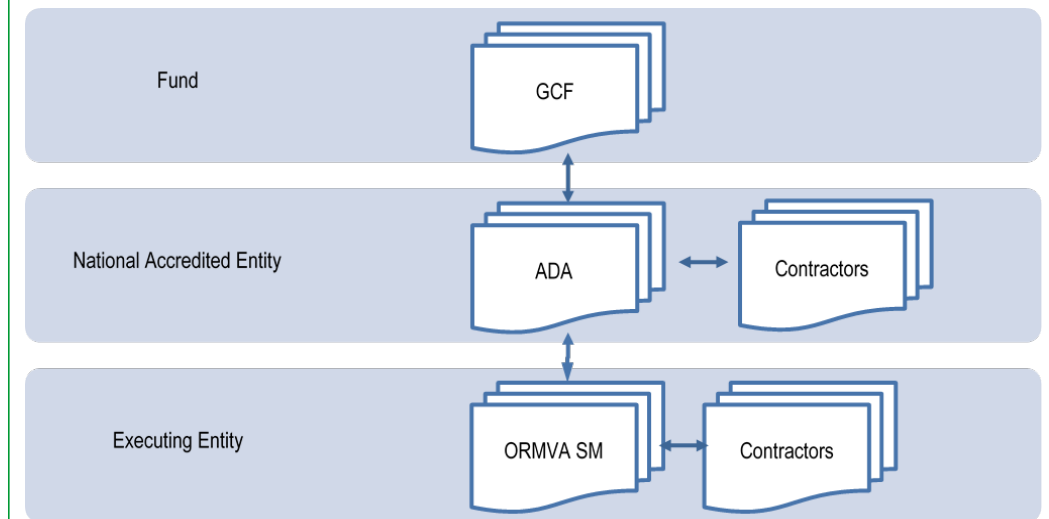 Fund
GCF
National Accredited Entity
ADA
Contractors
Executing Entity
ORMVA SM
Contractors